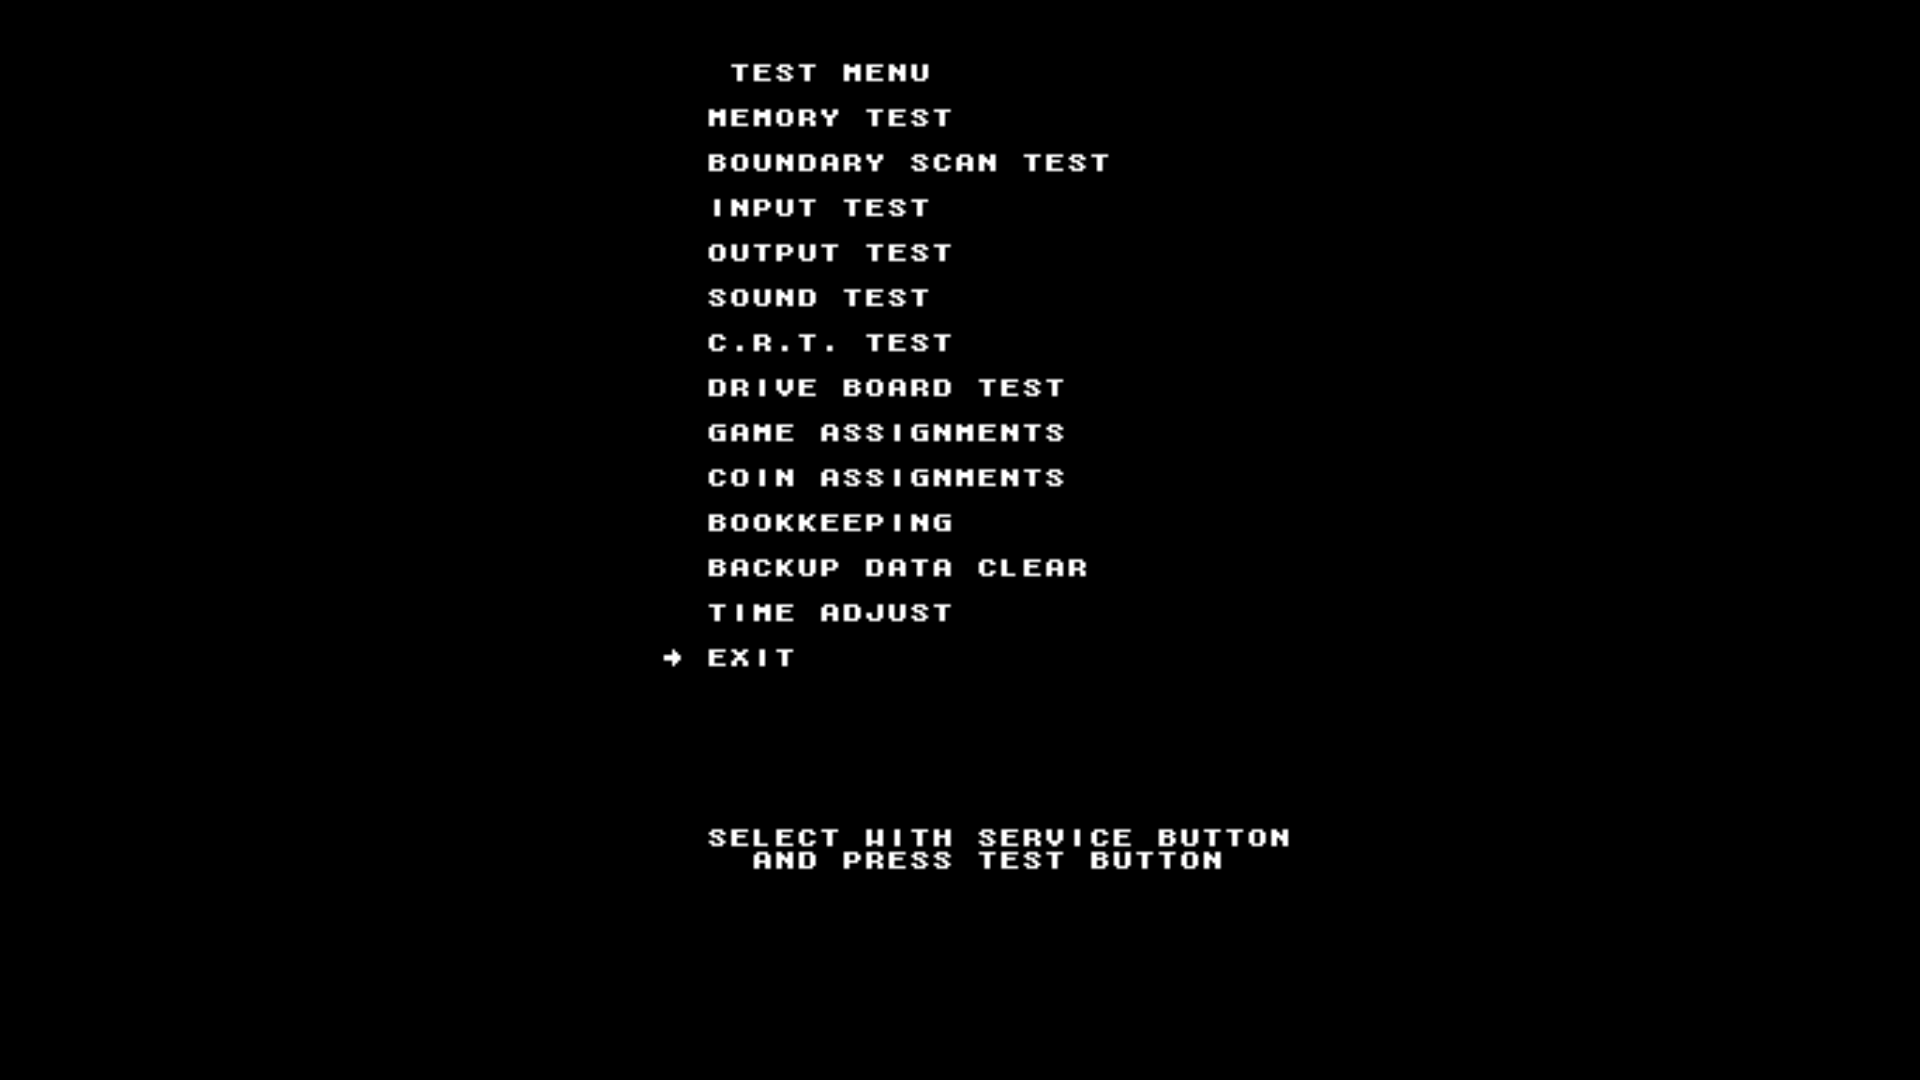 TEST MENU
MEMORY TEST
BOUNDARY SCAN TEST
INPUT TEST
OUTPUT TEST
SOUND TEST
C.R.T. TEST
DRIVE BOARD TEST
GAME ASSIGNMENTS
COIN ASSIGNMENTS
BOOKKEEPING
BACKUP DATA CLEAR
TIME ADJUST
→ EXIT
SELECT WITH SERVICE BUTTON
AND PRESS TEST BUTTON